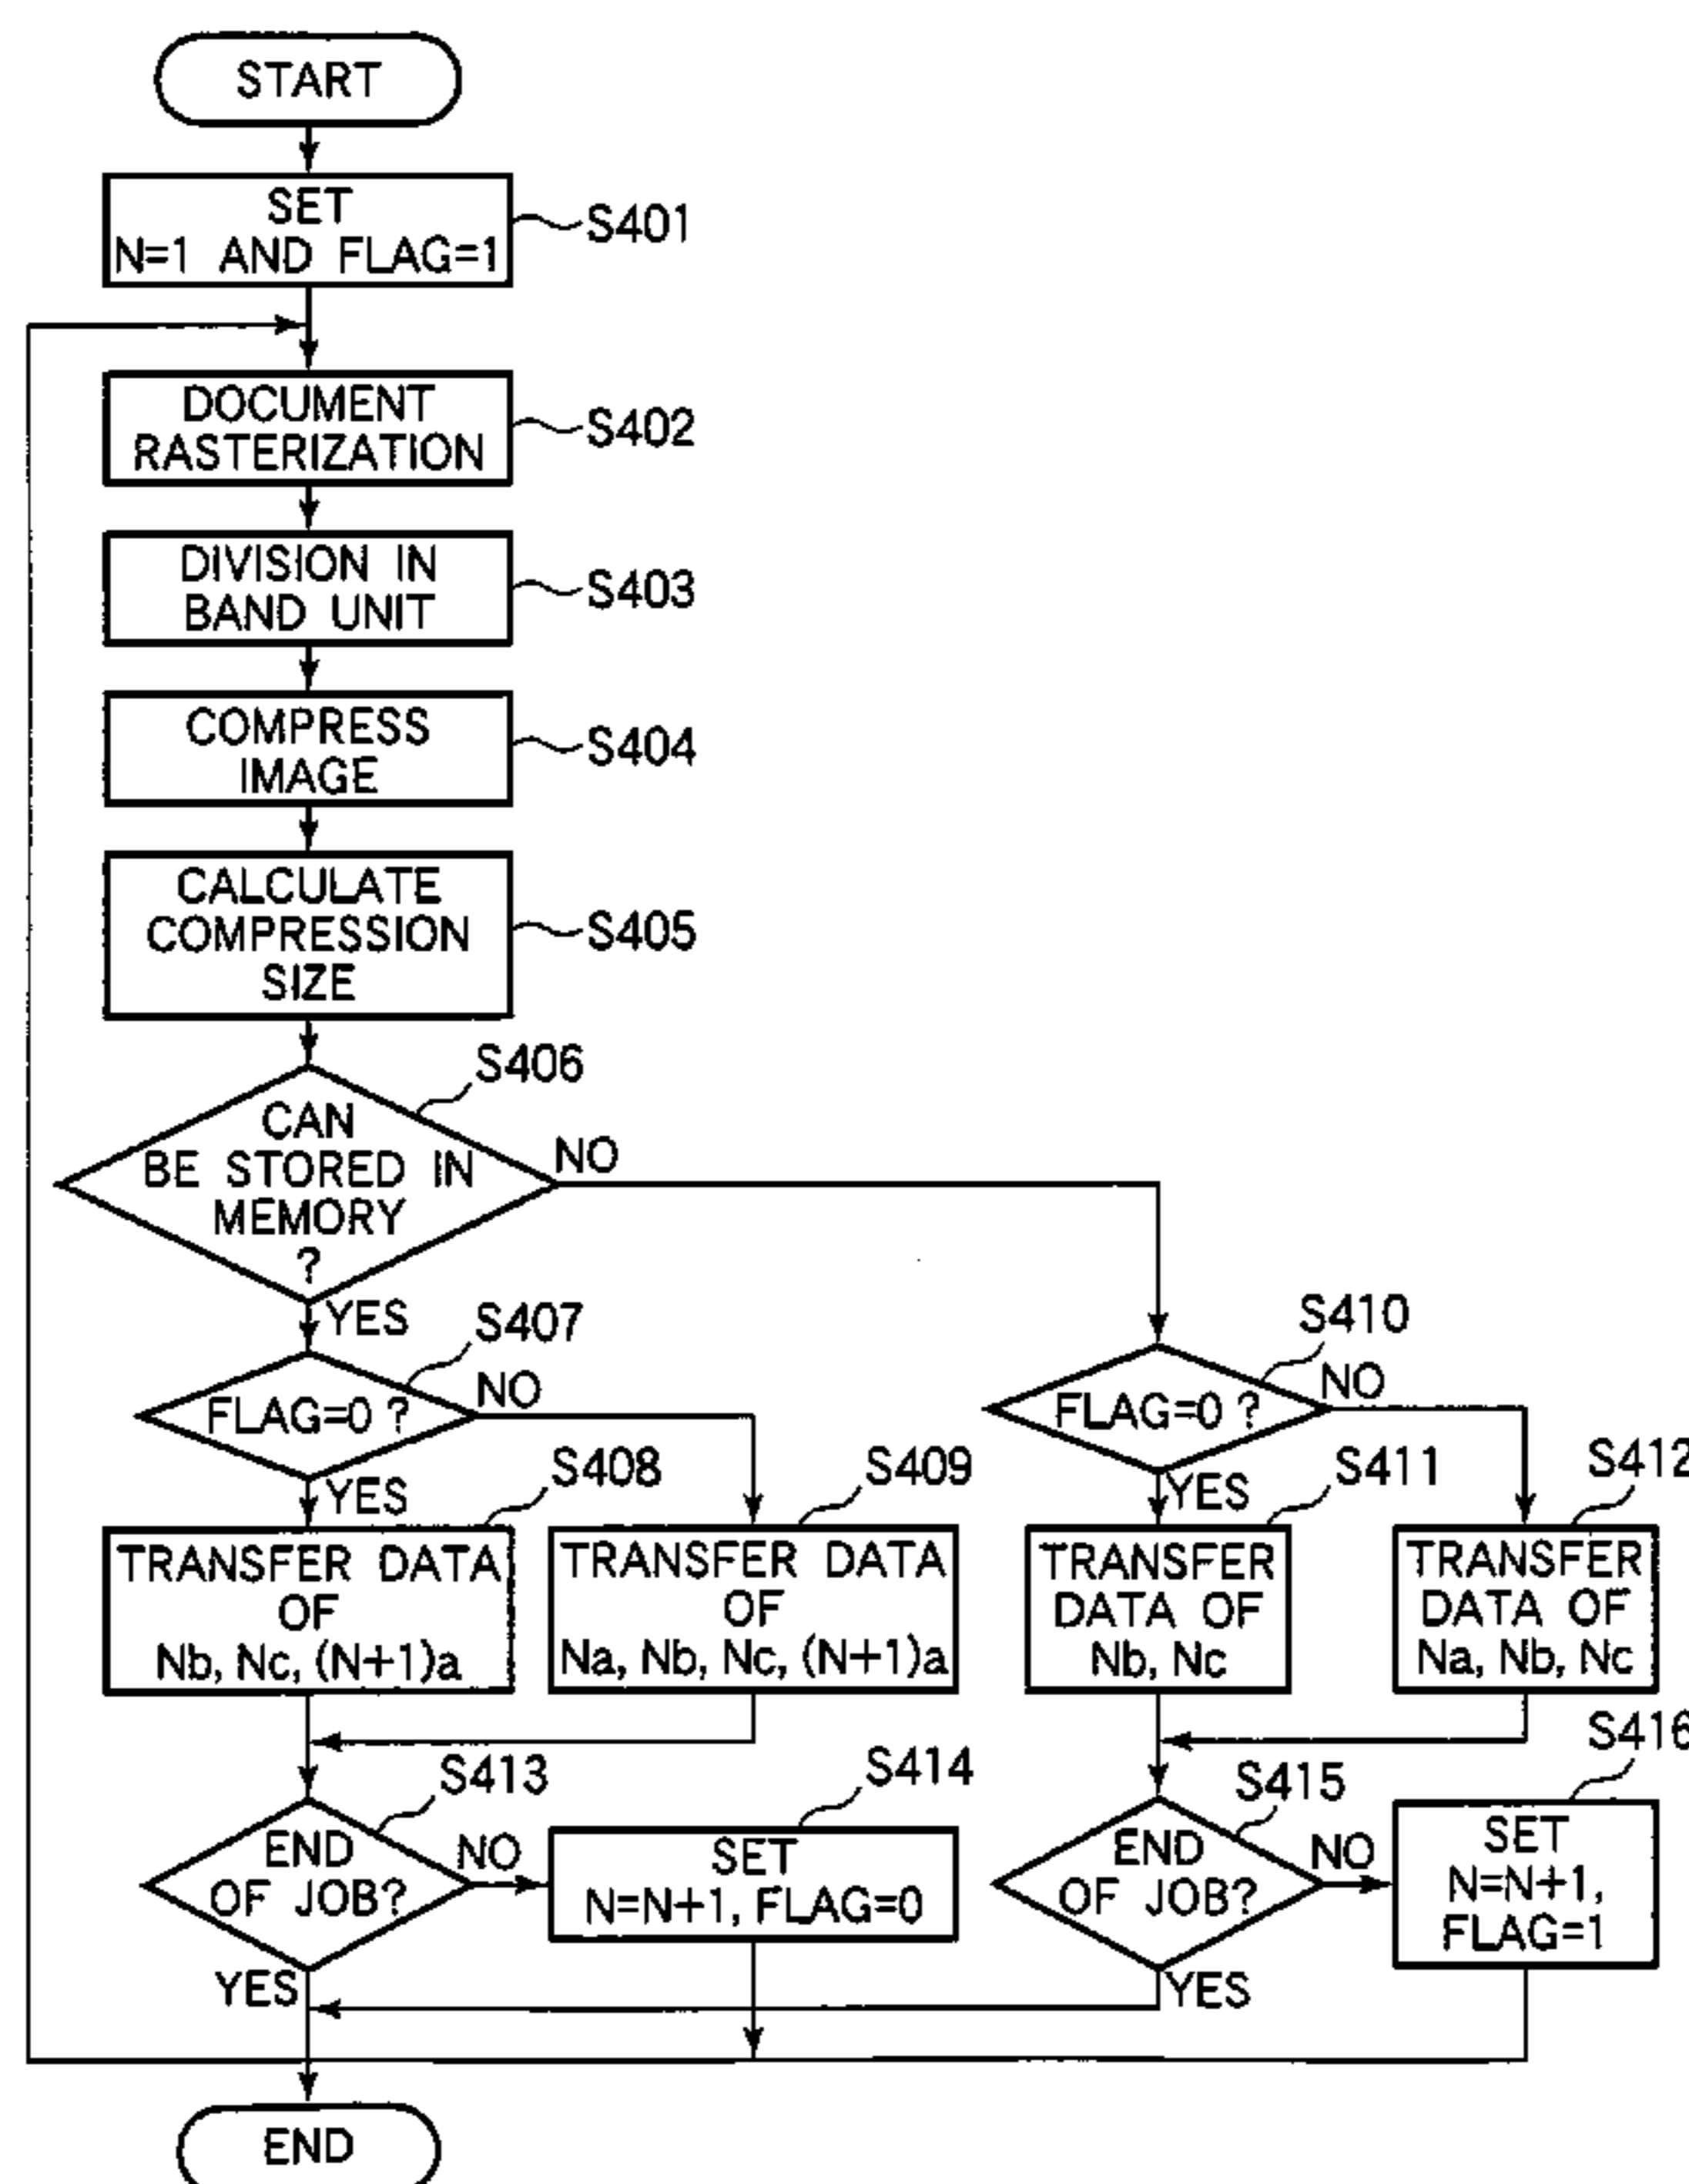 START
SET
N=1 AND FLAG=1
S401
DOCUMENT
RASTERIZATION
S402
DIVISION IN
BAND UNIT
S403
COMPRESS
IMAGE
S404
CALCULATE
COMPRESSION
SIZE
S405
S406
CAN
BE STORED IN
MEMORY
?
NO
YES
S407
FLAG=0 ?
NO
YES
S410
FLAG=0 ?
NO
YES
S408
TRANSFER DATA
OF
Nb, Nc, (N+1)a
S409
TRANSFER DATA
OF
Na, Nb, Nc, (N+1)a
S411
TRANSFER
DATA OF
Nb, Nc
S412
TRANSFER
DATA OF
Na, Nb, Nc
S413
END
OF JOB?
NO
YES
S414
SET
N=N+1, FLAG=0
S415
END
OF JOB?
NO
YES
S416
SET
N=N+1,
FLAG=1
END